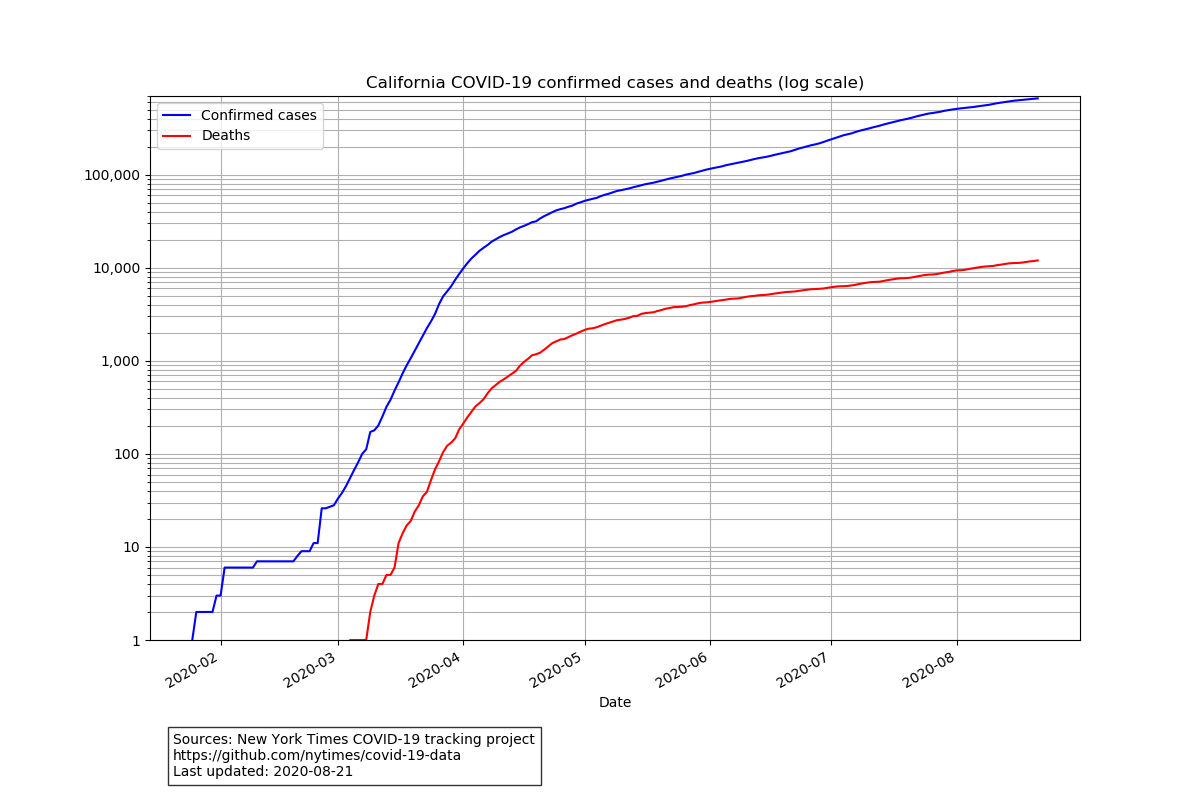 California COVID-19 confirmed cases and deaths (log scale)
Confirmed cases
Deaths
100,000
10,000
1,000
100
10
1
2020-02
2020-03
2020-04
2020-05
2020-06
2020-07
2020-08
Date
Sources: New York Times COVID-19 tracking project
https://github.com/nytimes/covid-19-data
Last updated: 2020-08-21